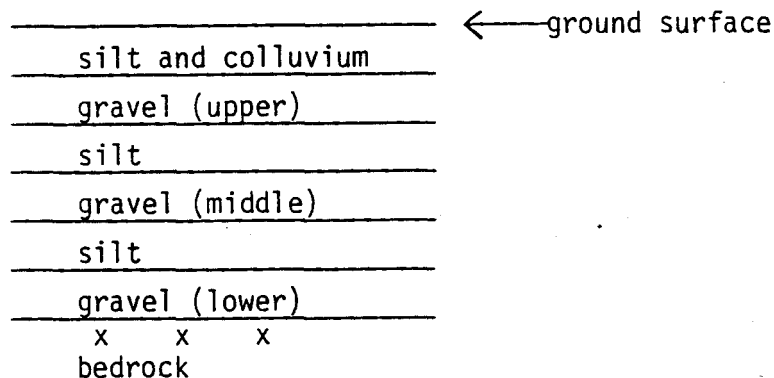 ground surface
silt and colluvium
gravel (upper)
silt
gravel (middle)
silt
gravel (lower)
x x x
bedrock